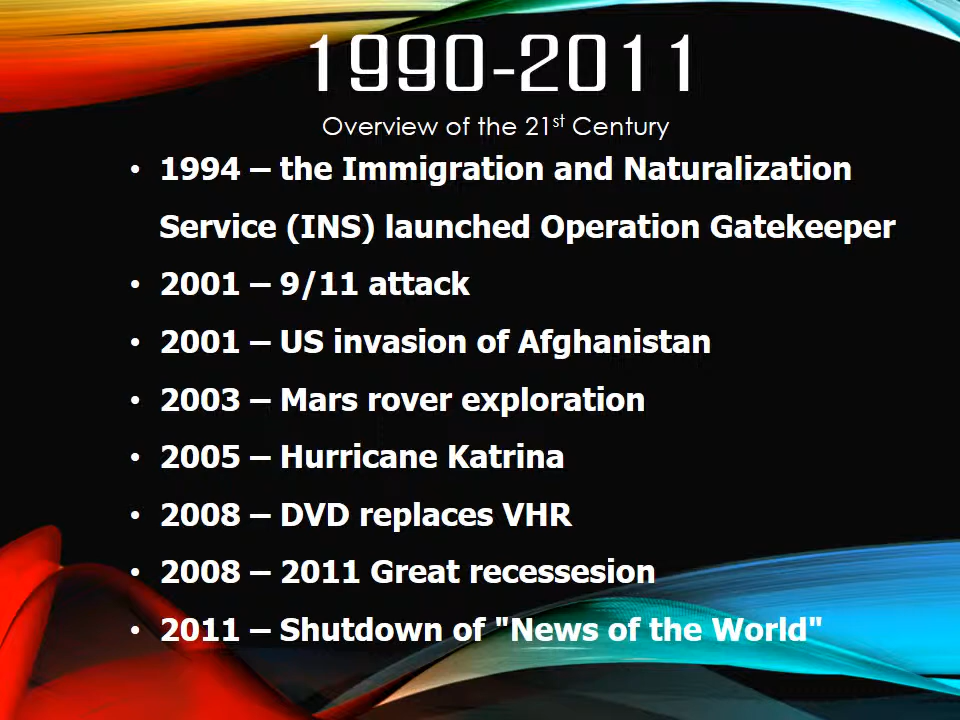 1990-2011
Overview of the 21st Century
• 1994 – the Immigration and Naturalization
Service (INS) launched Operation Gatekeeper
• 2001 – 9/11 attack
• 2001 – US invasion of Afghanistan
• 2003 – Mars rover exploration
• 2005 – Hurricane Katrina
• 2008 – DVD replaces VHR
• 2008 – 2011 Great recessesion
• 2011 – Shutdown of "News of the World"